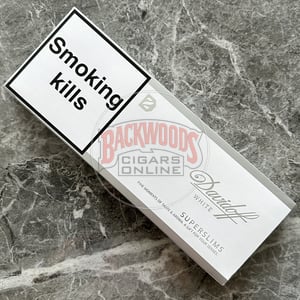 Smoking
kills
BACKWOODS
CIGARS
ONLINE
Davidoff
WHITE
SUPERSLIMS